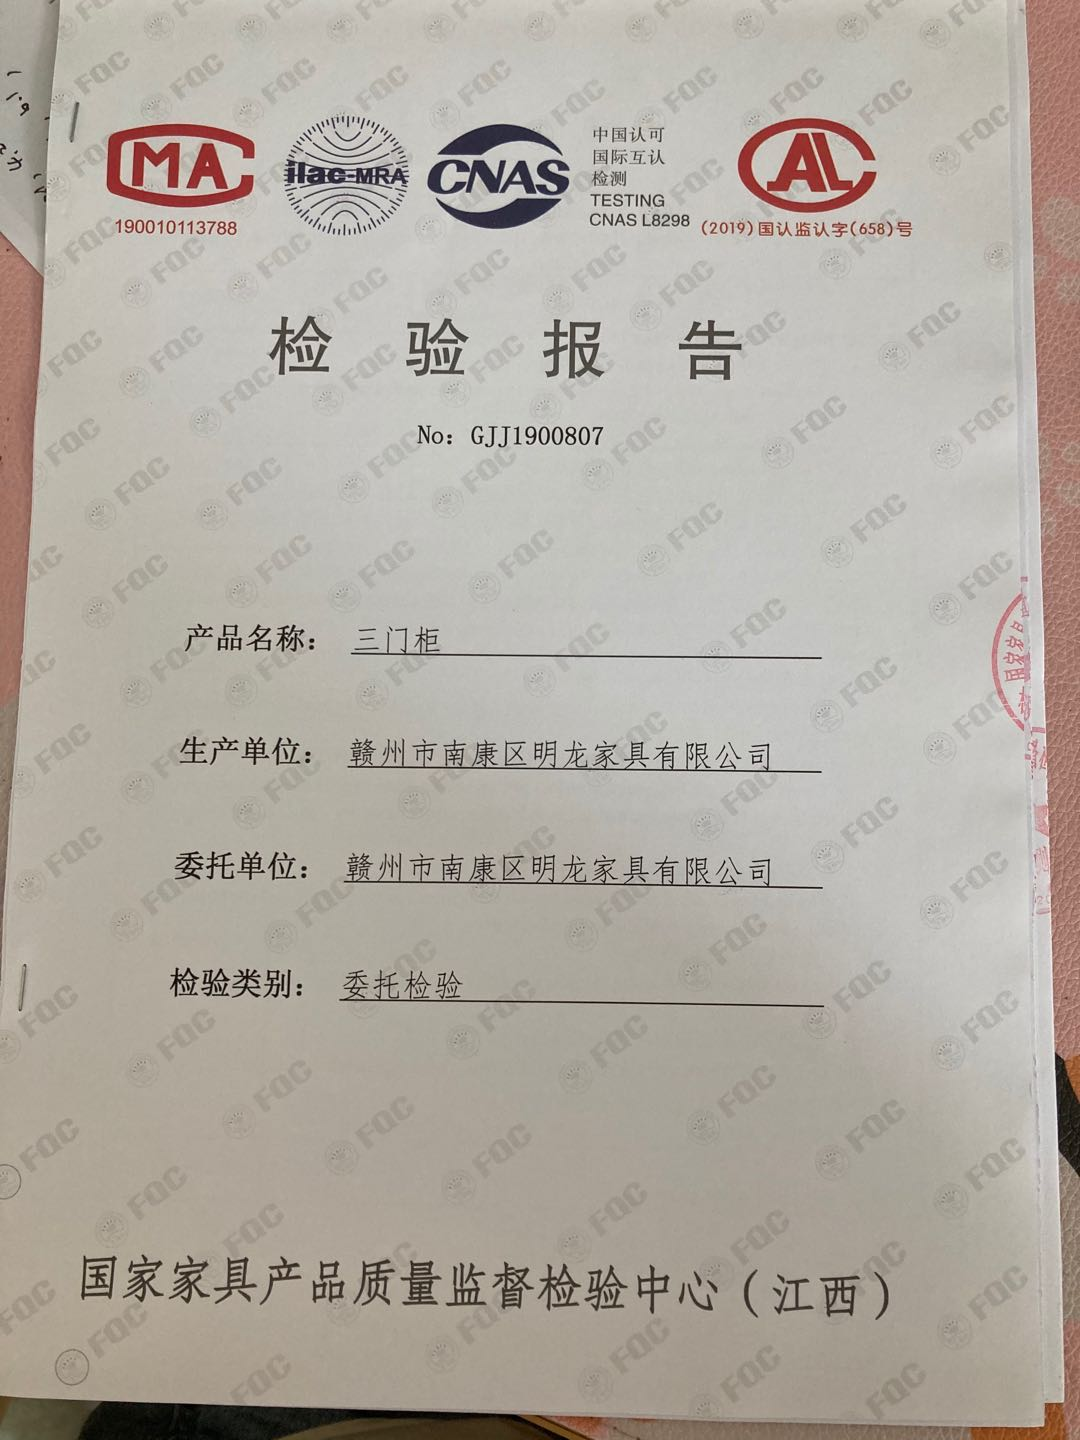 MA
ilac-MRA
CNAS
中国认可
国际互认
检测
TESTING
CNAS L8298
AL
190010113788
(2019)国认监认字(658)号
检验报告
No: GJJ1900807
产品名称： 三门柜
生产单位： 赣州市南康区明龙家具有限公司
委托单位： 赣州市南康区明龙家具有限公司
检验类别： 委托检验
国家家具产品质量监督检验中心（江西）
FQC